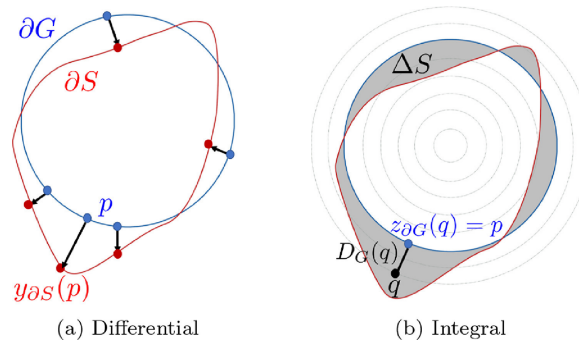 ∂G
∂S
p
y∂S(p)
(a) Differential
ΔS
z∂G(q) = p
DG(q)
q
(b) Integral